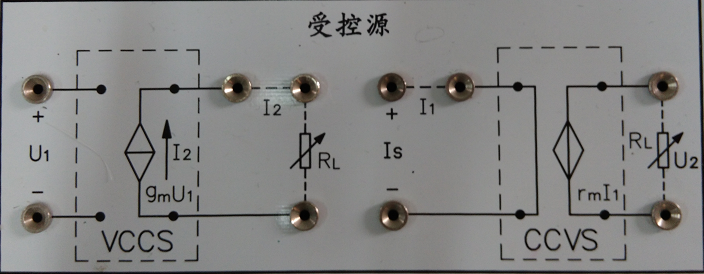 受控源
+
U1
−
I2
I2
gmU1
RL
VCCS
+
Is
−
I1
rmI1
RL
U2
CCVS